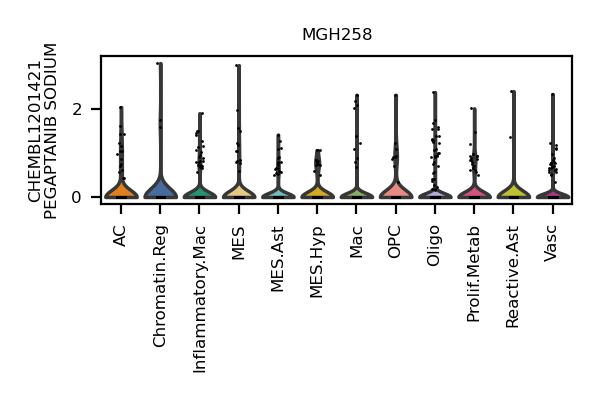 MGH258
CHEMBL1201421
PEGAPTANIB SODIUM
2
0
AC
Chromatin.Reg
Inflammatory.Mac
MES
MES.Ast
MES.Hyp
Mac
OPC
Oligo
Prolif.Metab
Reactive.Ast
Vasc